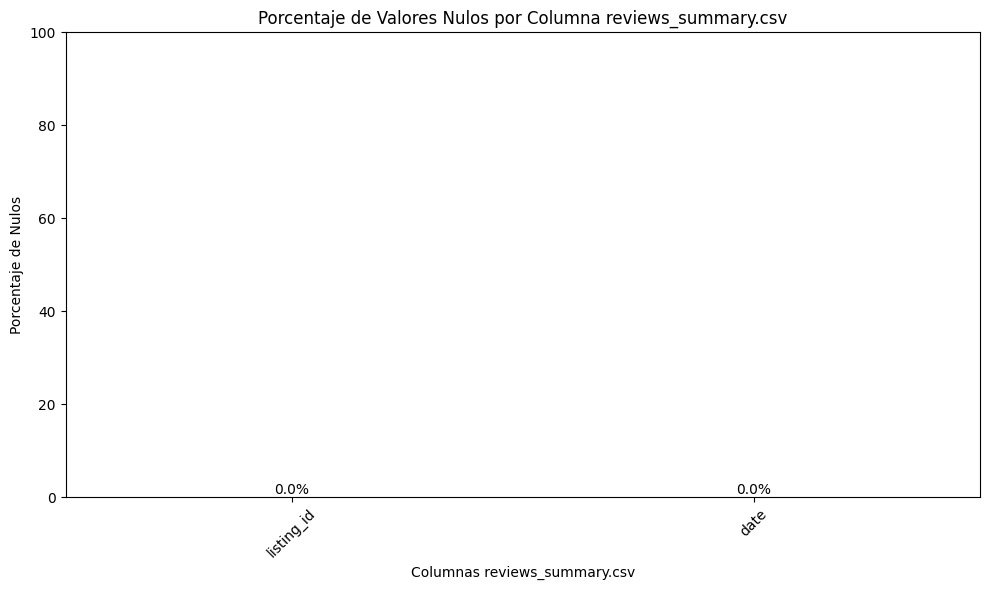 Porcentaje de Valores Nulos por Columna reviews_summary.csv
100
80
60
40
20
0
Porcentaje de Nulos
0.0%
0.0%
listing_id
date
Columnas reviews_summary.csv